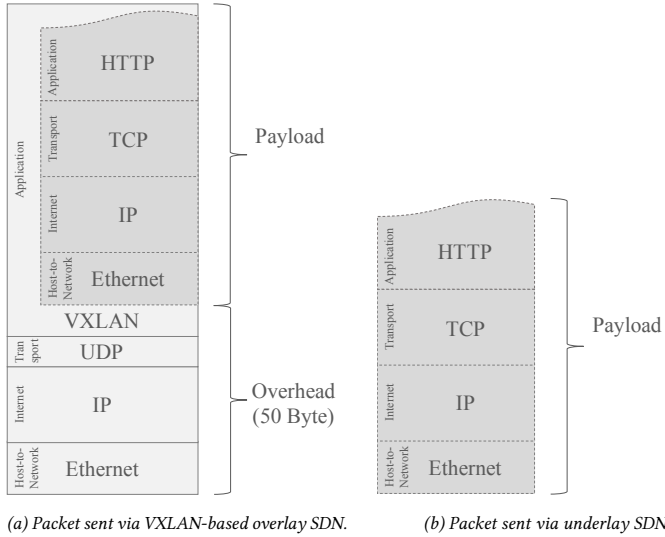 Application
Application
HTTP
Transport
TCP
Internet
IP
Host-to-
Network
Ethernet
Payload
VXLAN
Tran
sport
UDP
Internet
IP
Host-to-
Network
Ethernet
Overhead
(50 Byte)
(a) Packet sent via VXLAN-based overlay SDN.
Application
HTTP
Transport
TCP
Internet
IP
Host-to-
Network
Ethernet
Payload
(b) Packet sent via underlay SDN